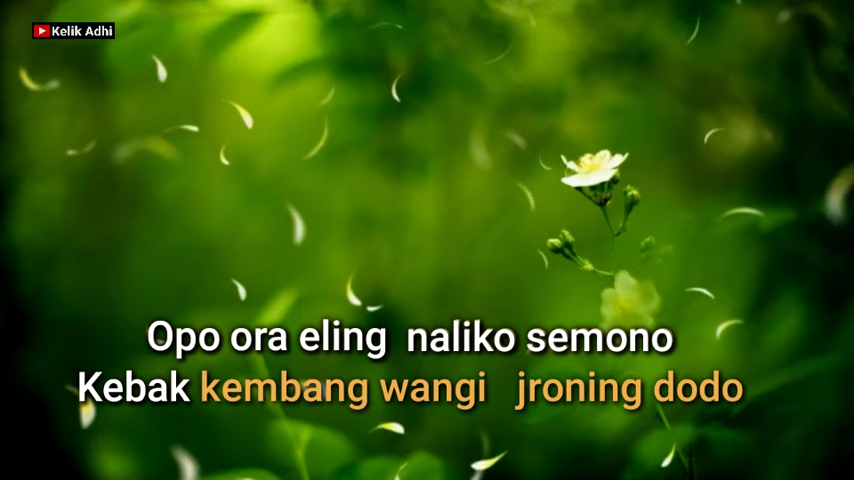 Kelik Adhi
Opo ora eling naliko semono
Kebak kembang wangi jroning dodo